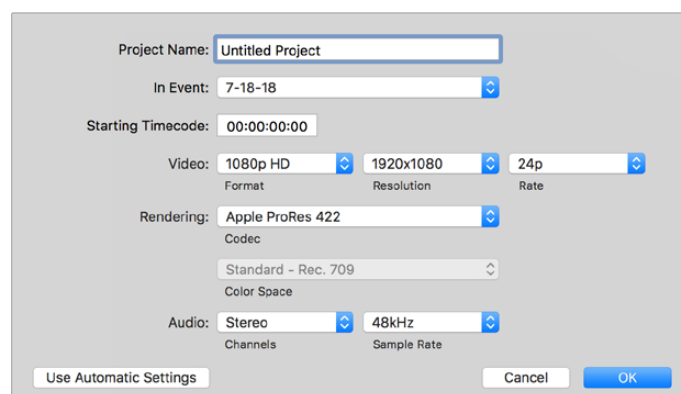 Project Name: Untitled Project
In Event: 7-18-18
Starting Timecode: 00:00:00:00
Video: 1080p HD 1920x1080 24p
Format Resolution Rate
Rendering: Apple ProRes 422
Codec
Standard - Rec. 709
Color Space
Audio: Stereo 48kHz
Channels Sample Rate
Use Automatic Settings Cancel OK